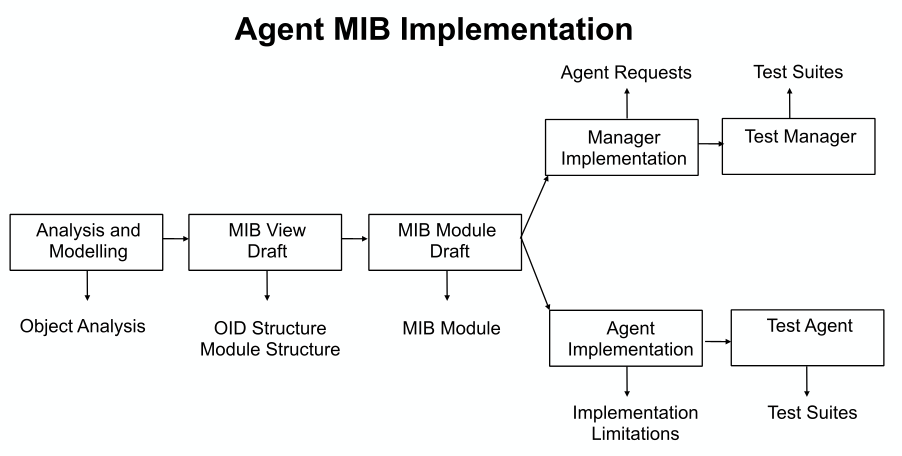 Agent MIB Implementation
Agent Requests
Test Suites
Manager
Implementation
Test Manager
Analysis and
Modelling
MIB View
Draft
MIB Module
Draft
Object Analysis
OID Structure
Module Structure
MIB Module
Agent
Implementation
Test Agent
Implementation
Limitations
Test Suites